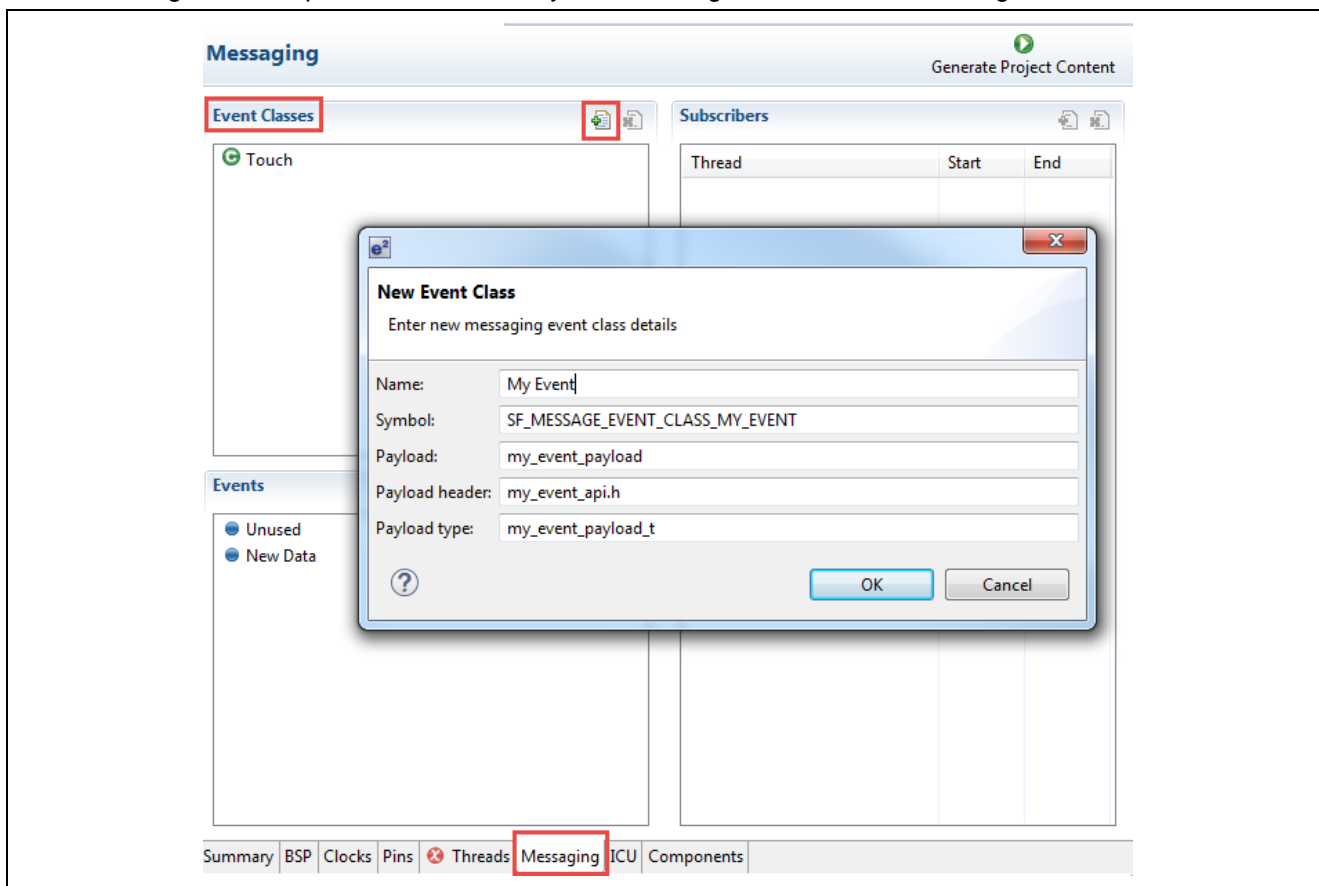 Messaging
Generate Project Content
Event Classes
Subscribers
Touch
Thread Start End
e²
New Event Class
Enter new messaging event class details
Name: My Event
Symbol: SF_MESSAGE_EVENT_CLASS_MY_EVENT
Payload: my_event_payload
Payload header: my_event_api.h
Payload type: my_event_payload_t
OK Cancel
Events
Unused
New Data
Summary BSP Clocks Pins Threads Messaging ICU Components